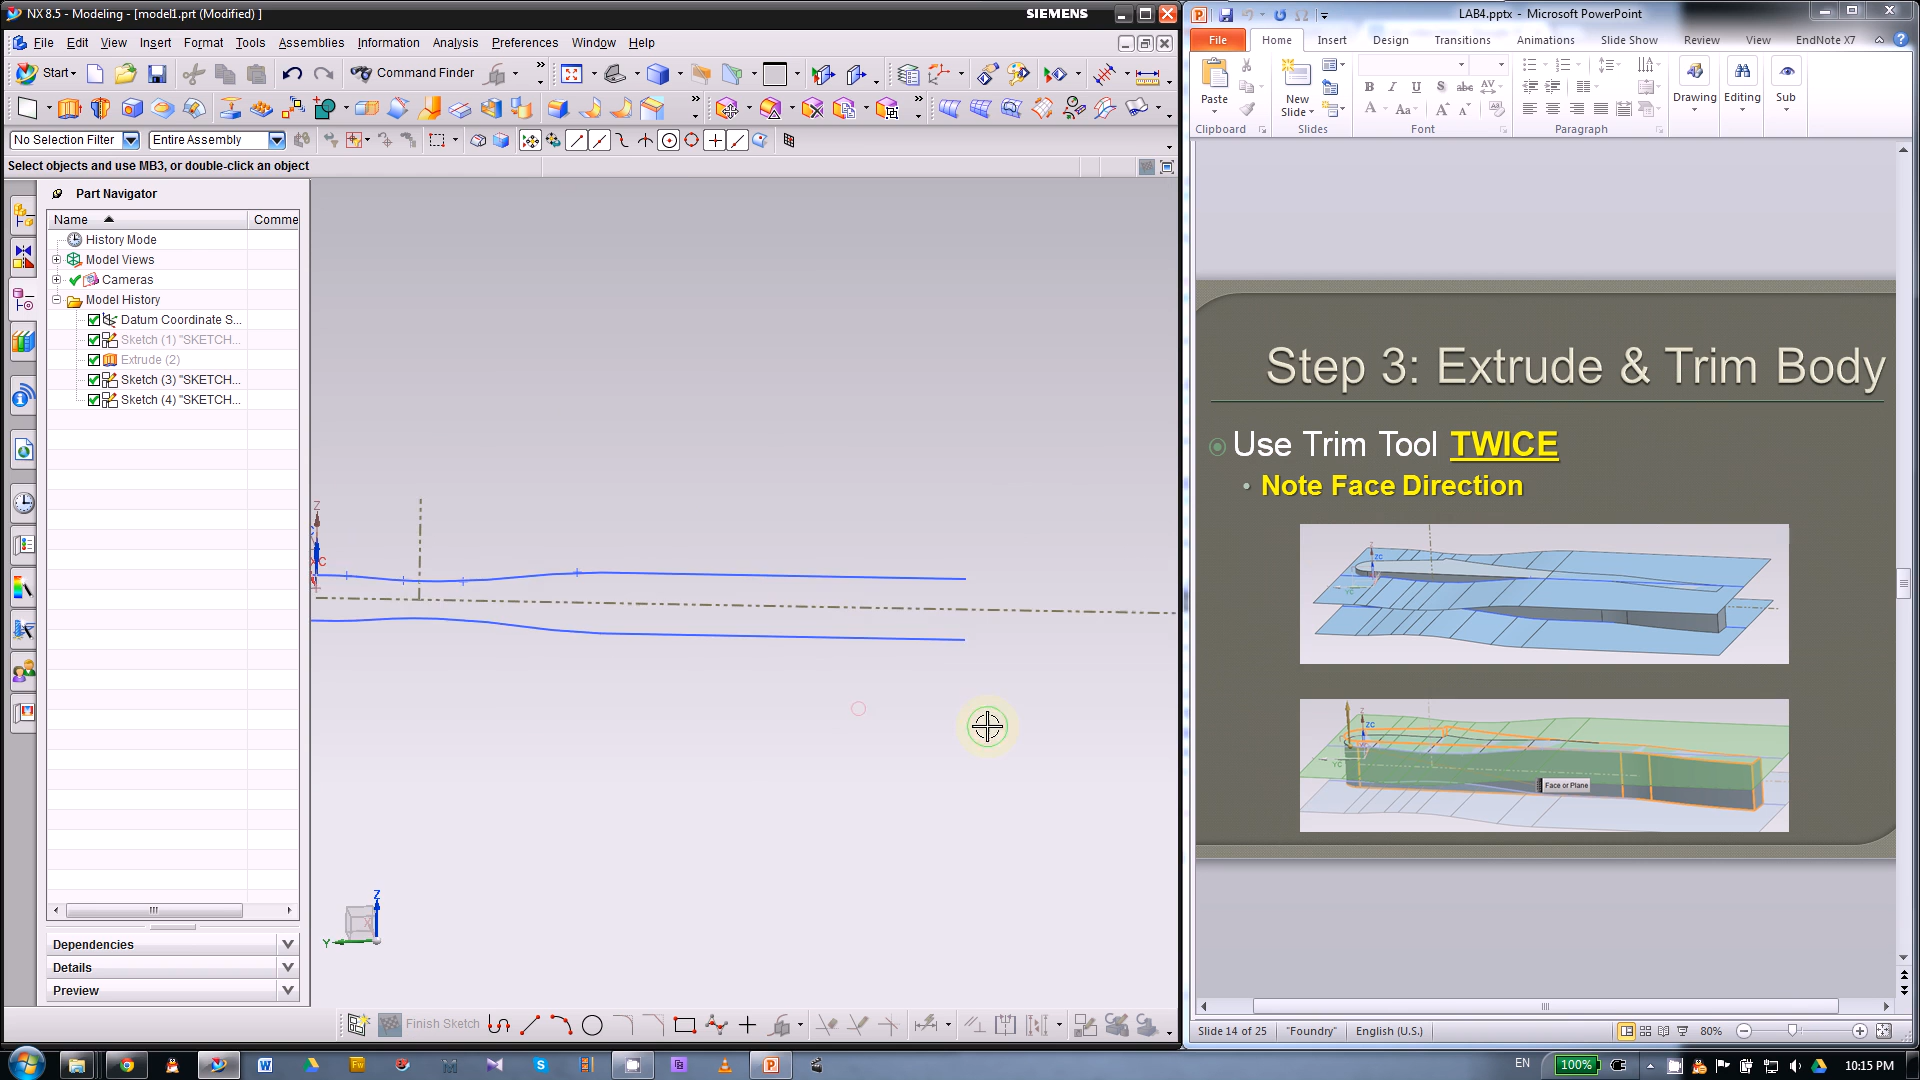 NX 8.5 - Modeling - [model1.prt (Modified) ]
SIEMENS
File Edit View Insert Format Tools Assemblies Information Analysis Preferences Window Help
Start
Command Finder
No Selection Filter
Entire Assembly
Select objects and use MB3, or double-click an object
Part Navigator
Name
Comme
History Mode
Model Views
Cameras
Model History
Datum Coordinate S...
Sketch (1) "SKETCH...
Extrude (2)
Sketch (3) "SKETCH...
Sketch (4) "SKETCH...
Dependencies
Details
Preview
Z
Z
Y
Finish Sketch
LAB4.pptx - Microsoft PowerPoint
File Home Insert Design Transitions Animations Slide Show Review View EndNote X7
Paste
New
Slide
Drawing
Editing
Sub
Clipboard
Slides
Font
Paragraph
Step 3: Extrude & Trim Body
Use Trim Tool TWICE
Note Face Direction
ZC
YC
ZC
YC
Face or Plane
Slide 14 of 25
"Foundry"
English (U.S.)
80%
EN
100%
10:15 PM